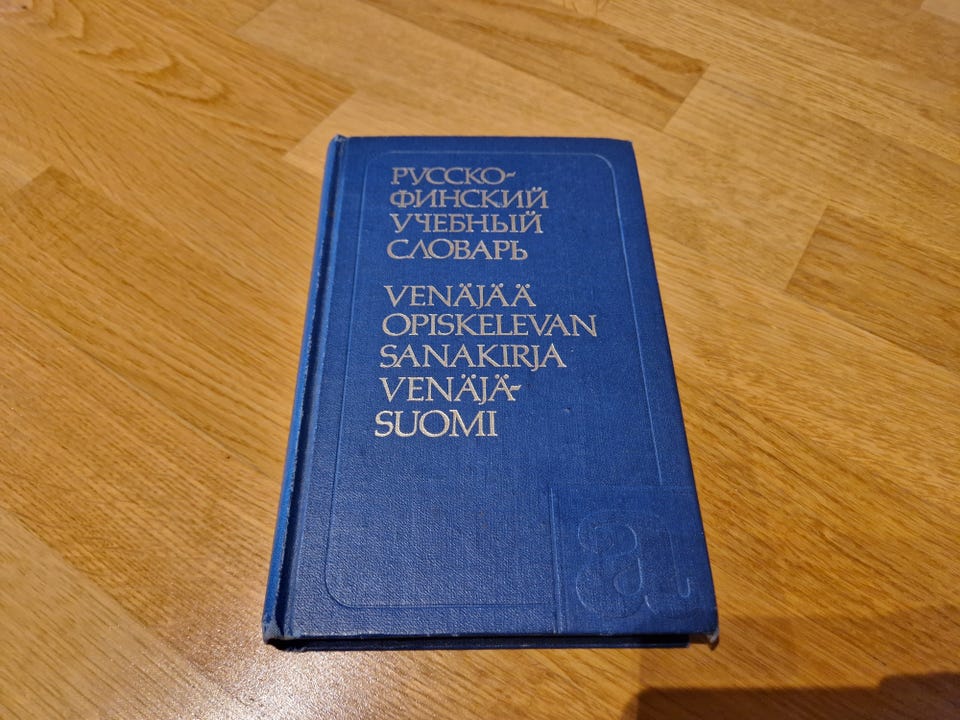 РУССКО-
ФИНСКИЙ
УЧЕБНЫЙ
СЛОВАРЬ
VENÄJÄÄ
OPISKELEVAN
SANAKIRJA
VENÄJÄ-
SUOMI
a